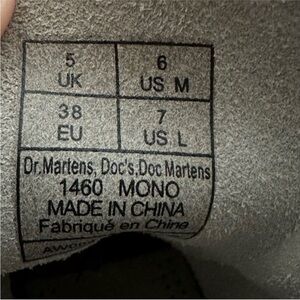 5 6
UK US M
38 7
EU US L
Dr.Martens, Doc's,Doc Martens
1460 MONO
MADE IN CHINA
Fabriqué en Chine